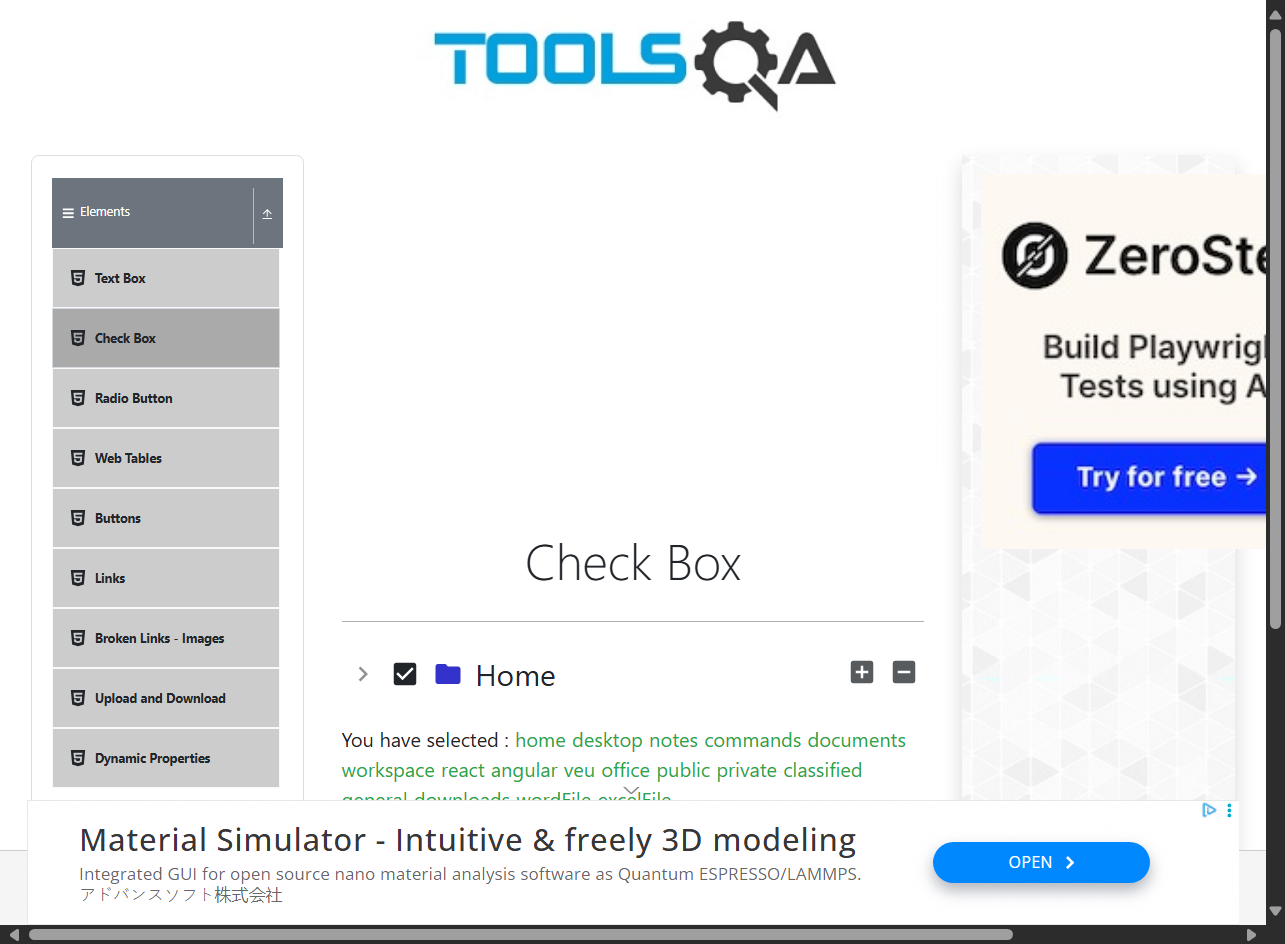 TOOLSQA
Elements
Text Box
Check Box
Radio Button
Web Tables
Buttons
Links
Broken Links - Images
Upload and Download
Dynamic Properties
Check Box
Home
You have selected : home desktop notes commands documents
workspace react angular veu office public private classified
general downloads wordFile excelFile
Build Playwrig
Tests using A
Try for free →
Material Simulator - Intuitive & freely 3D modeling
Integrated GUI for open source nano material analysis software as Quantum ESPRESSO/LAMMPS.
アドバンスソフト株式会社
OPEN